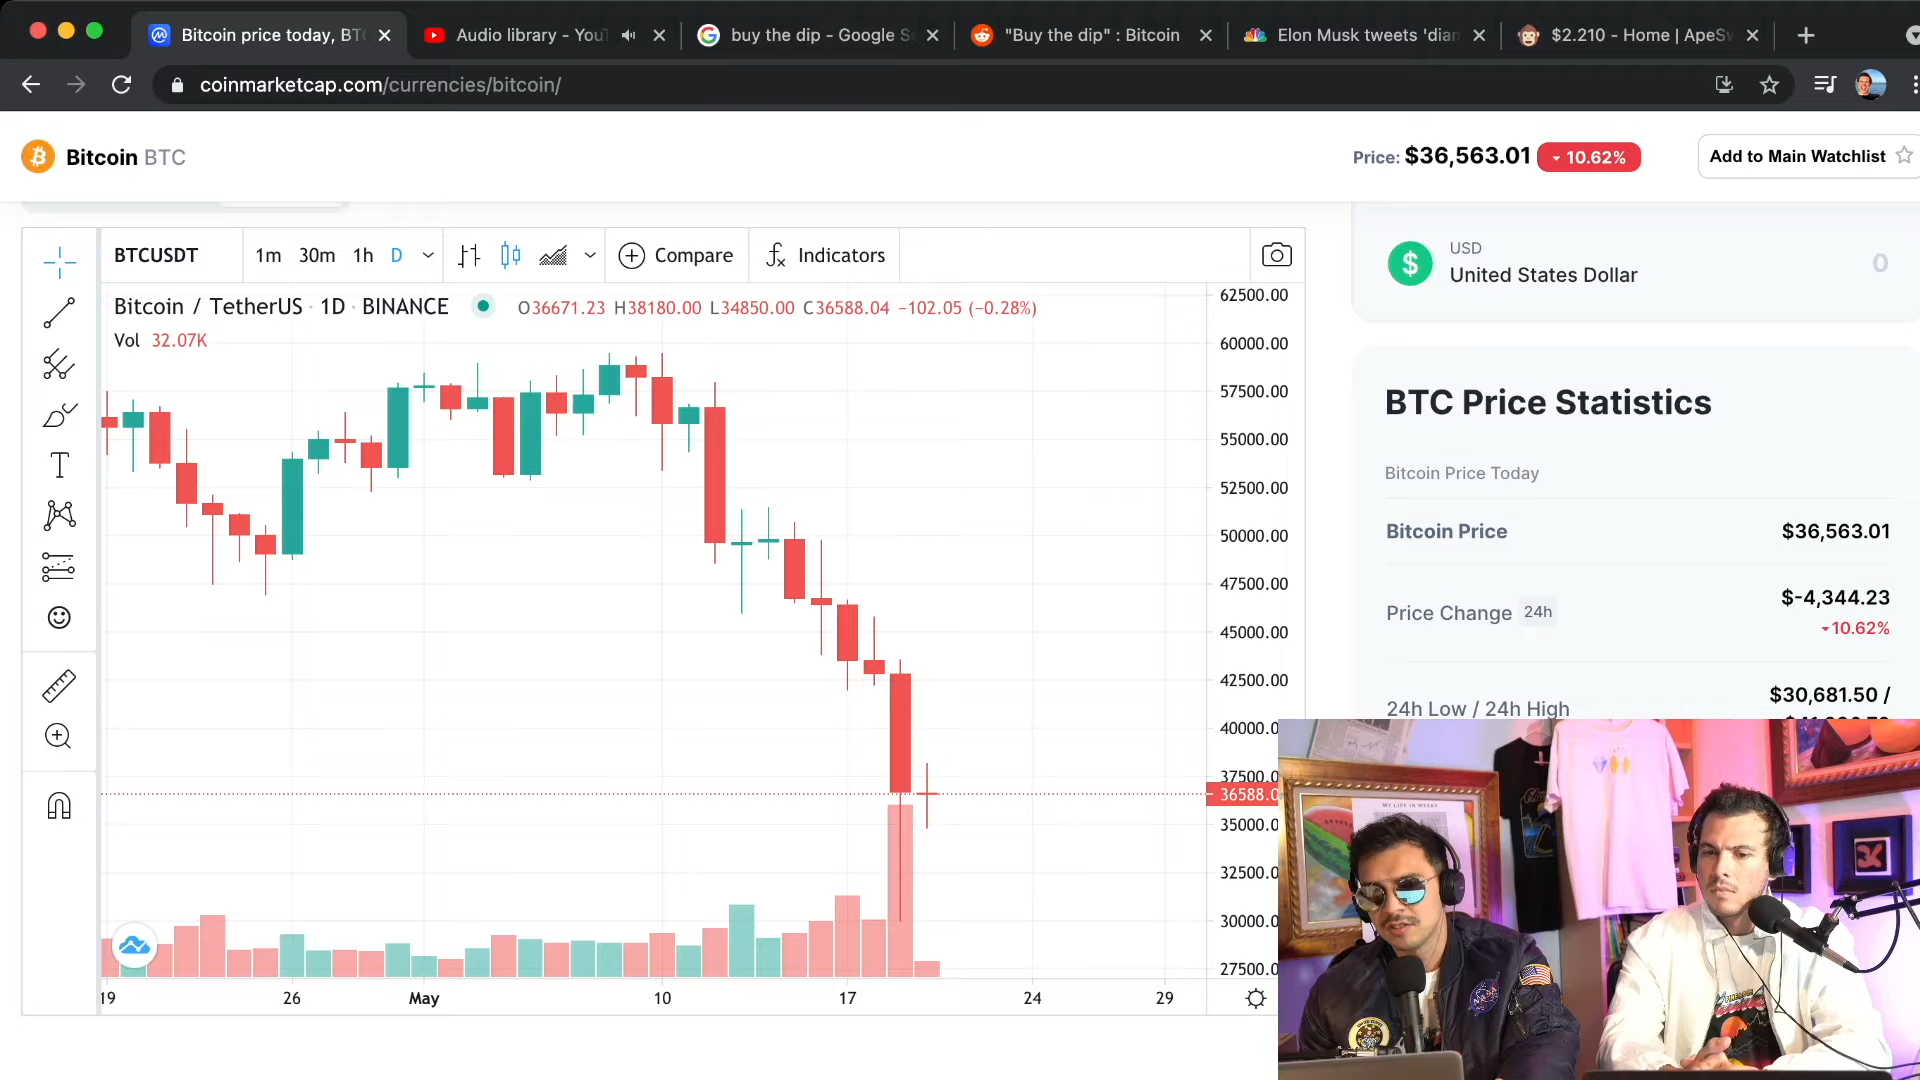 Bitcoin price today, BT
Audio library - You
buy the dip - Google S
"Buy the dip" : Bitcoin
Elon Musk tweets 'dia
$2.210 - Home | ApeSw
coinmarketcap.com/currencies/bitcoin/
Bitcoin BTC
Price: $36,563.01 10.62%
Add to Main Watchlist
BTCUSDT
1m 30m 1h D
Compare
Indicators
USD
United States Dollar
0
Bitcoin / TetherUS · 1D · BINANCE
O36671.23 H38180.00 L34850.00 C36588.04 −102.05 (−0.28%)
Vol 32.07K
62500.00
60000.00
57500.00
55000.00
52500.00
50000.00
47500.00
45000.00
42500.00
40000.00
37500.0
36588.0
35000.0
32500.0
30000.0
27500.0
19 26 May 10 17 24 29
BTC Price Statistics
Bitcoin Price Today
Bitcoin Price
$36,563.01
Price Change 24h
$-4,344.23
10.62%
24h Low / 24h High
$30,681.50 /
MY LIFE IN WEEKS